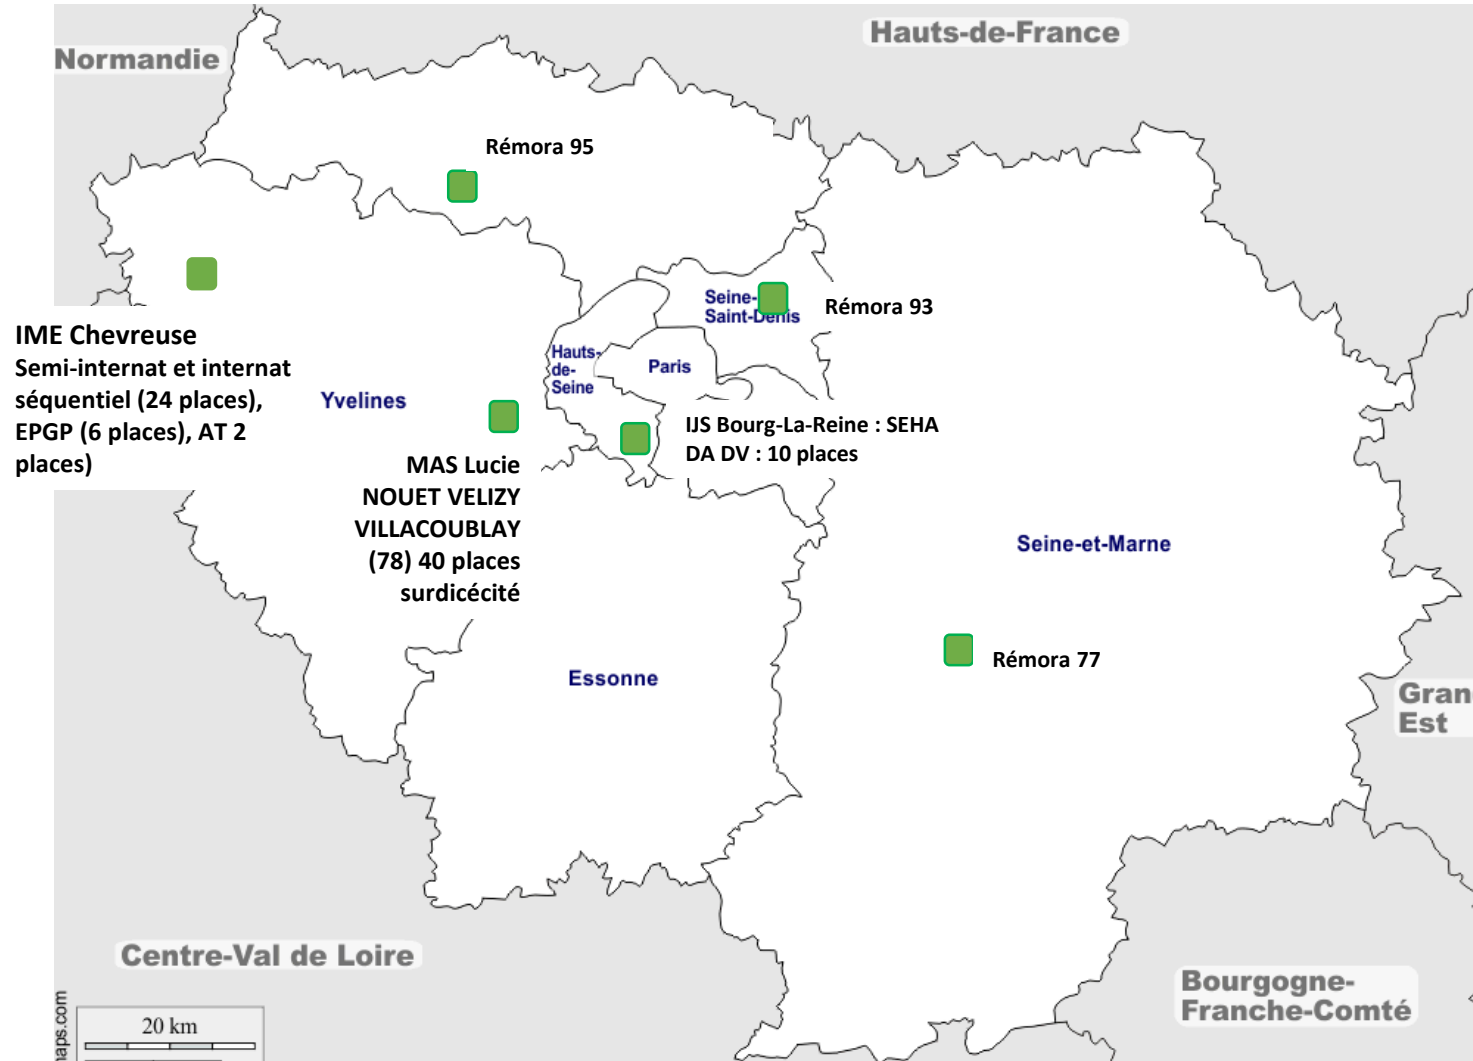 Hauts-de-France
Normandie
Rémora 95
Seine-
Saint-Denis
Rémora 93
IME Chevreuse
Semi-internat et internat
séquentiel (24 places),
EPGP (6 places), AT 2
places)
Hauts-
de-
Seine
Paris
Yvelines
IJS Bourg-La-Reine : SEHA
DA DV : 10 places
MAS Lucie
NOUET VELIZY
VILLACOUBLAY
(78) 40 places
surdicécité
Seine-et-Marne
Rémora 77
Essonne
Gran
Est
Centre-Val de Loire
Bourgogne-
Franche-Comté
20 km
maps.com